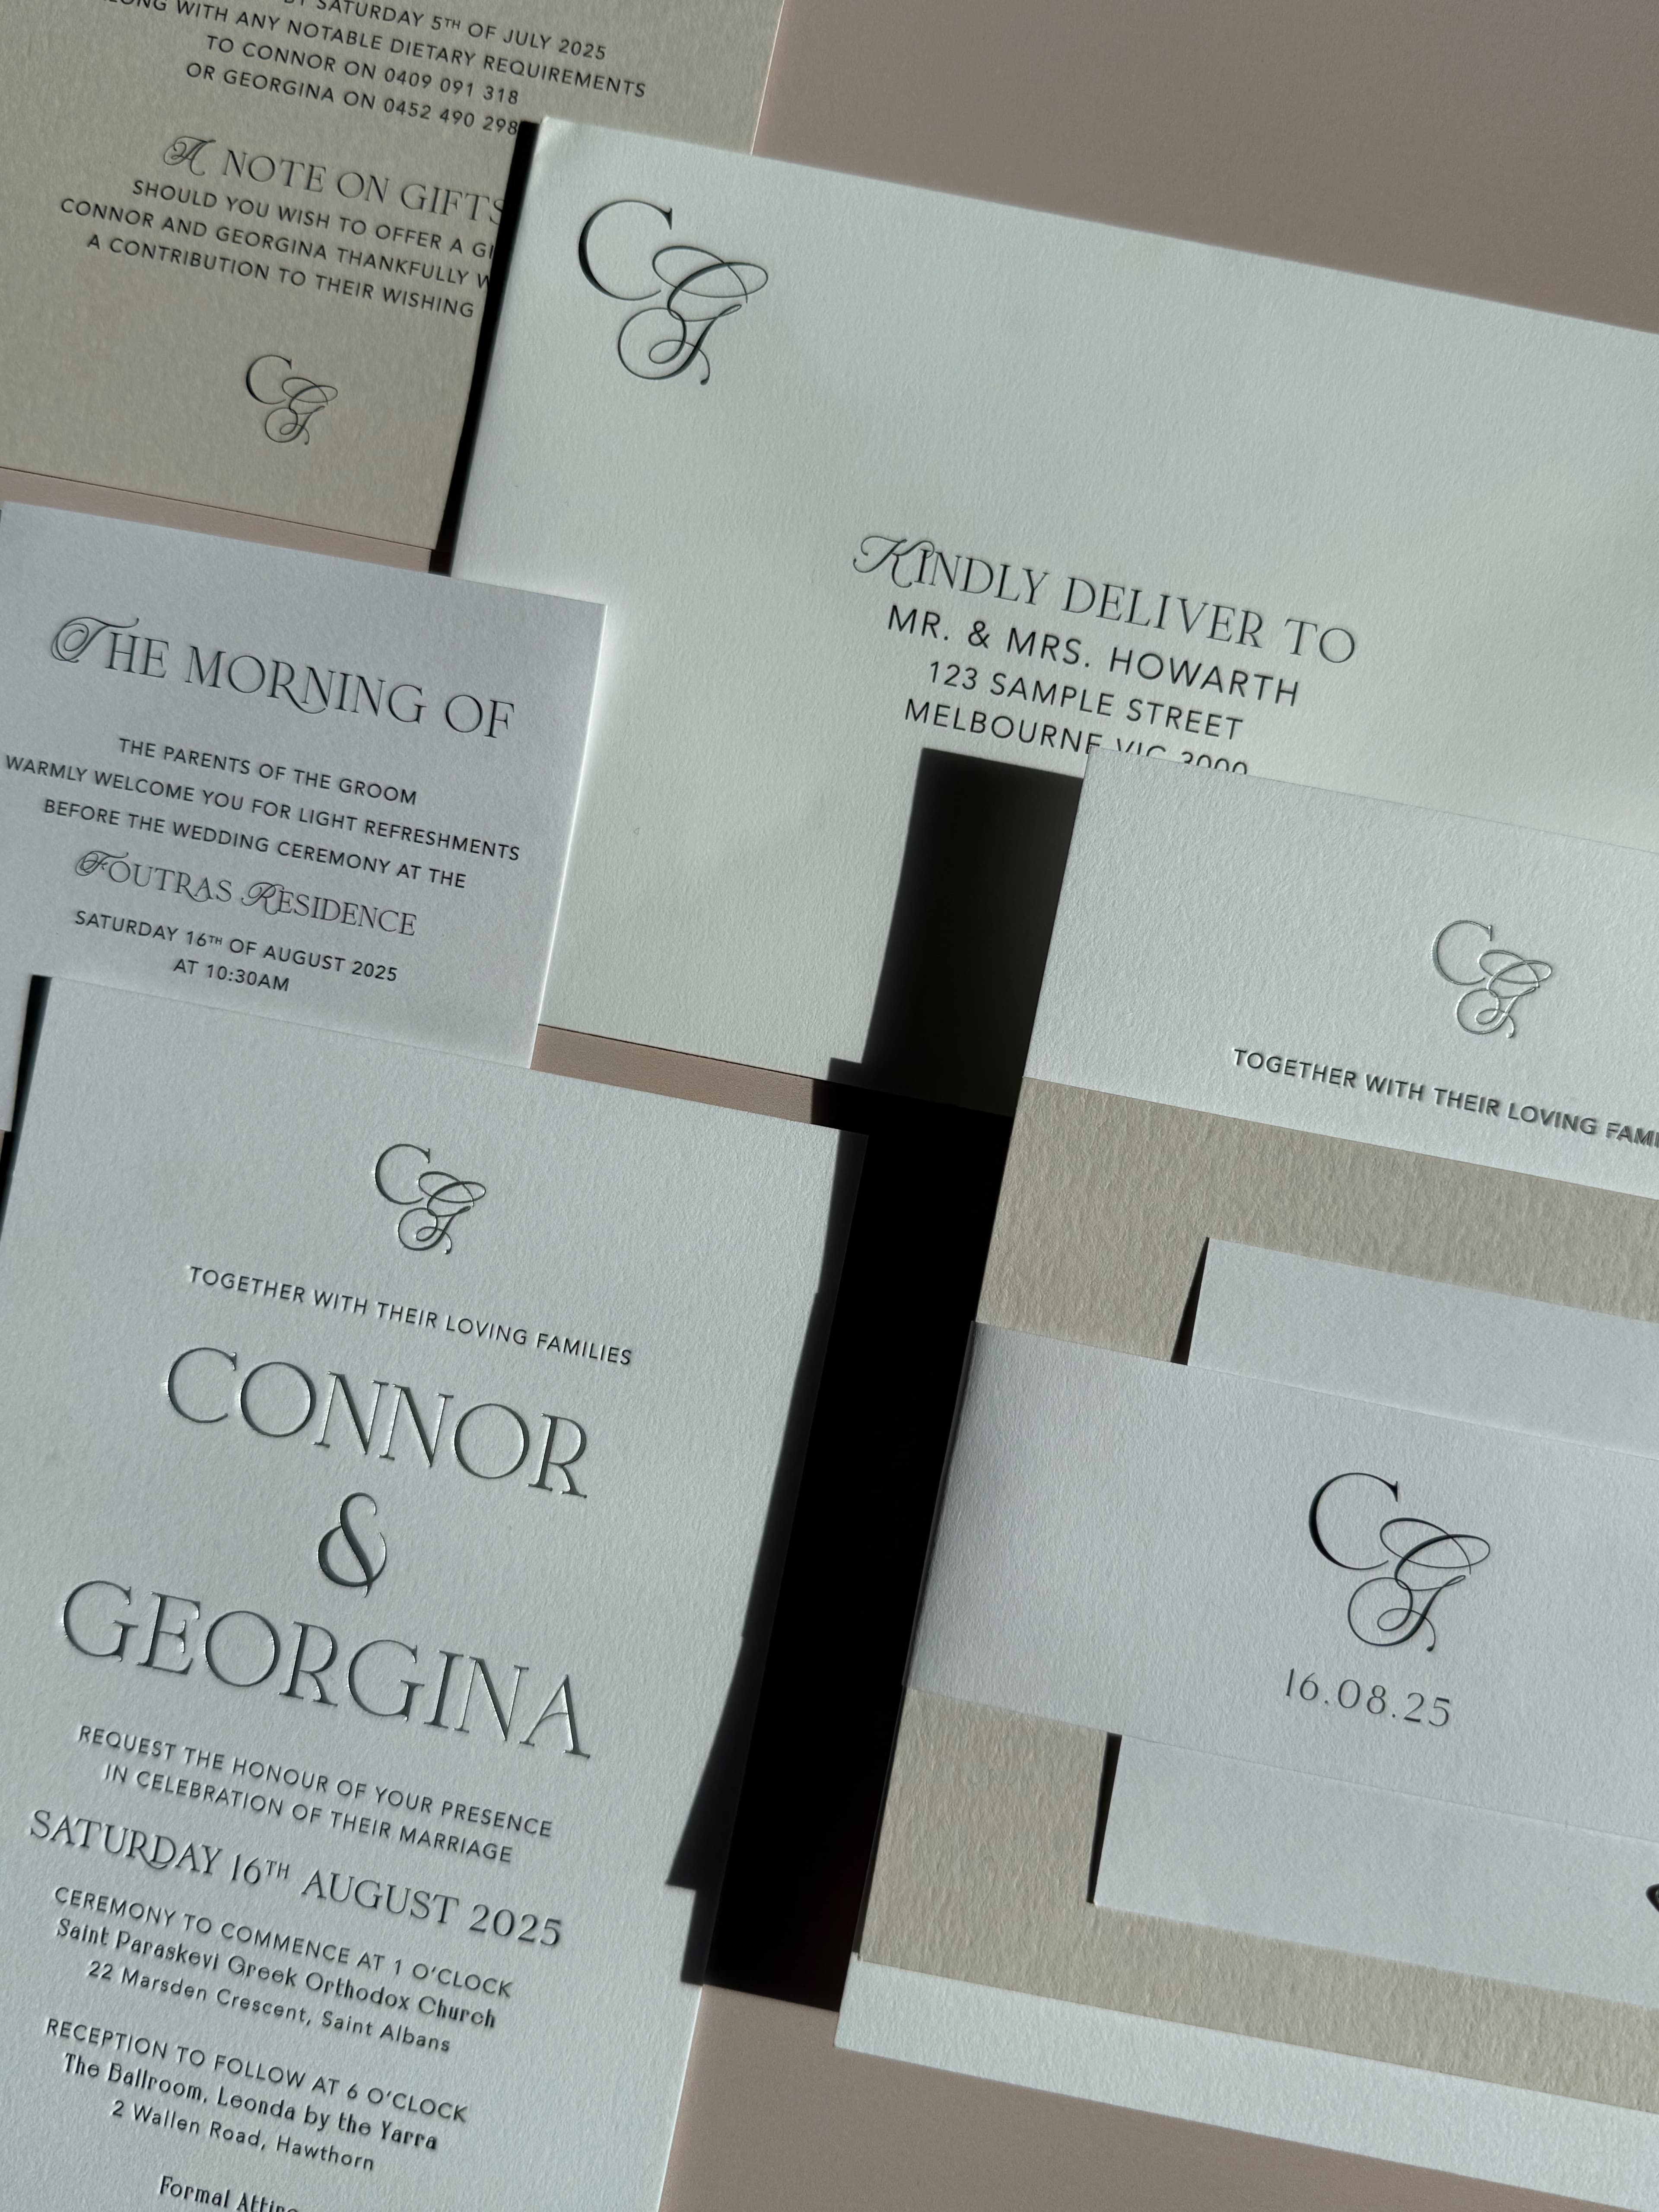 SATURDAY 5TH OF JULY 2025
WITH ANY NOTABLE DIETARY REQUIREMENTS
TO CONNOR ON 0409 091 318
OR GEORGINA ON 0452 490 298
A NOTE ON GIFTS
SHOULD YOU WISH TO OFFER A
CONNOR AND GEORGINA THANKFULLY
A CONTRIBUTION TO THEIR WISHING
CG
CG
KINDLY DELIVER TO
MR. & MRS. HOWARTH
123 SAMPLE STREET
MELBOURNE VIC 3000
THE MORNING OF
THE PARENTS OF THE GROOM
WARMLY WELCOME YOU FOR LIGHT REFRESHMENTS
BEFORE THE WEDDING CEREMONY AT THE
FOUTRAS RESIDENCE
SATURDAY 16TH OF AUGUST 2025
AT 10:30AM
CG
TOGETHER WITH THEIR LOVING
CG
TOGETHER WITH THEIR LOVING FAMILIES
CONNOR
&
GEORGINA
REQUEST THE HONOUR OF YOUR PRESENCE
IN CELEBRATION OF THEIR MARRIAGE
SATURDAY 16TH AUGUST 2025
CEREMONY TO COMMENCE AT 1 O'CLOCK
Saint Paraskevi Greek Orthodox Church
22 Marsden Crescent, Saint Albans
RECEPTION TO FOLLOW AT 6 O'CLOCK
The Ballroom, Leonda by the Yarra
2 Wallen Road, Hawthorn
Formal
CG
16.08.25